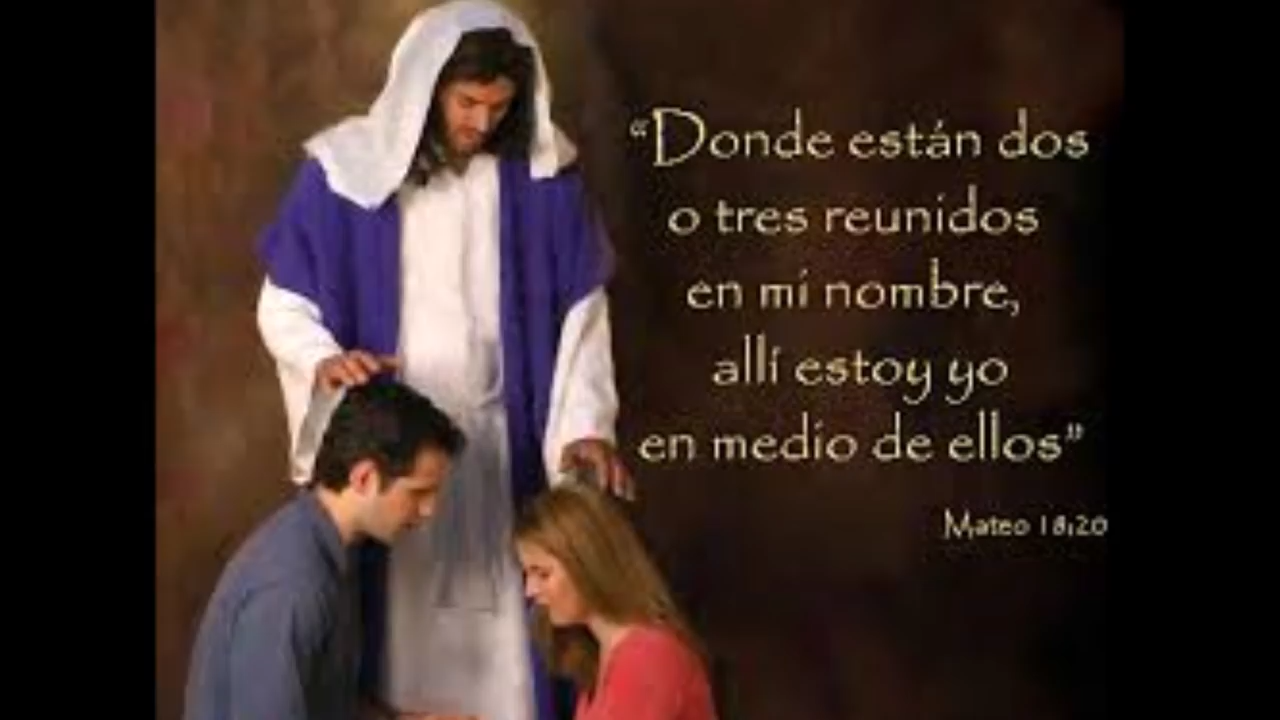 “Donde están dos
o tres reunidos
en mi nombre,
allí estoy yo
en medio de ellos”
Mateo 18:20